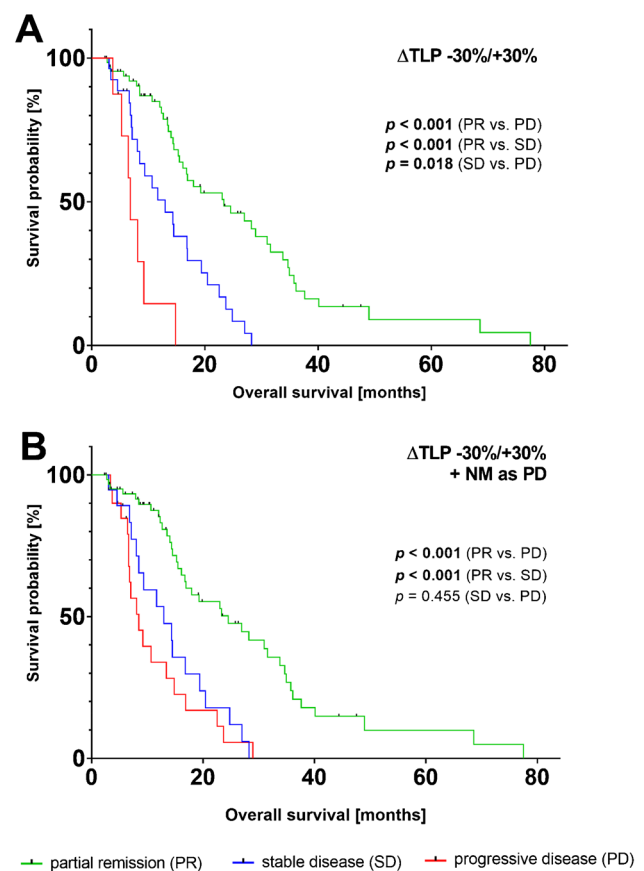 A
ΔTLP -30%/+30%
p < 0.001 (PR vs. PD)
p < 0.001 (PR vs. SD)
p = 0.018 (SD vs. PD)
Survival probability [%]
100
50
0
0 20 40 60 80
Overall survival [months]
B
ΔTLP -30%/+30%
+ NM as PD
p < 0.001 (PR vs. PD)
p < 0.001 (PR vs. SD)
p = 0.455 (SD vs. PD)
Survival probability [%]
100
50
0
0 20 40 60 80
Overall survival [months]
partial remission (PR) stable disease (SD) progressive disease (PD)